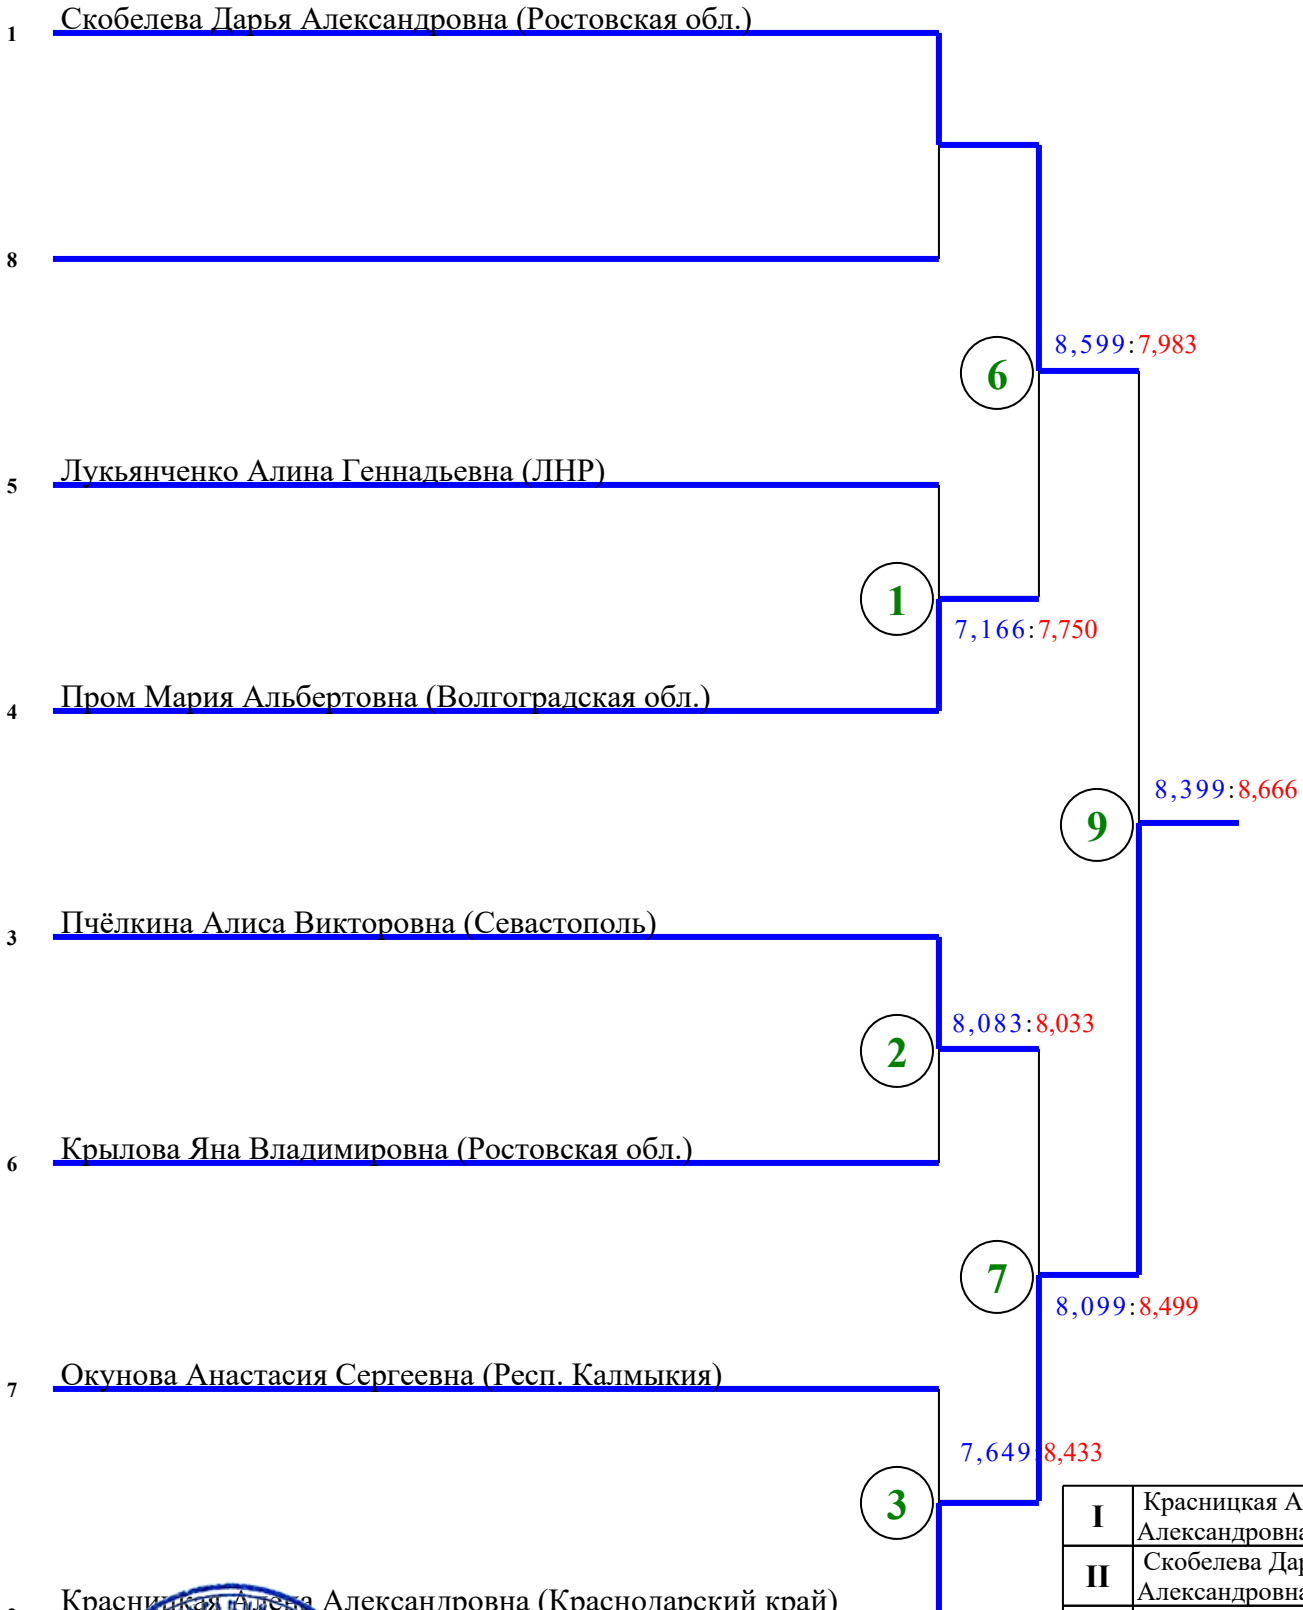 1 Скобелева Дарья Александровна (Ростовская обл.)
8
8,599:7,983
6
5 Лукьянченко Алина Геннадьевна (ЛНР)
1
7,166:7,750
4 Пром Мария Альбертовна (Волгоградская обл.)
8,399:8,666
9
3 Пчёлкина Алиса Викторовна (Севастополь)
8,083:8,033
2
6 Крылова Яна Владимировна (Ростовская обл.)
7
8,099:8,499
7 Окунова Анастасия Сергеевна (Респ. Калмыкия)
7,649:8,433
3
I Красницкая А
Александровна
II Скобелева Дар
Александровна
Красницкая Алёна Александровна (Краснодарский край)